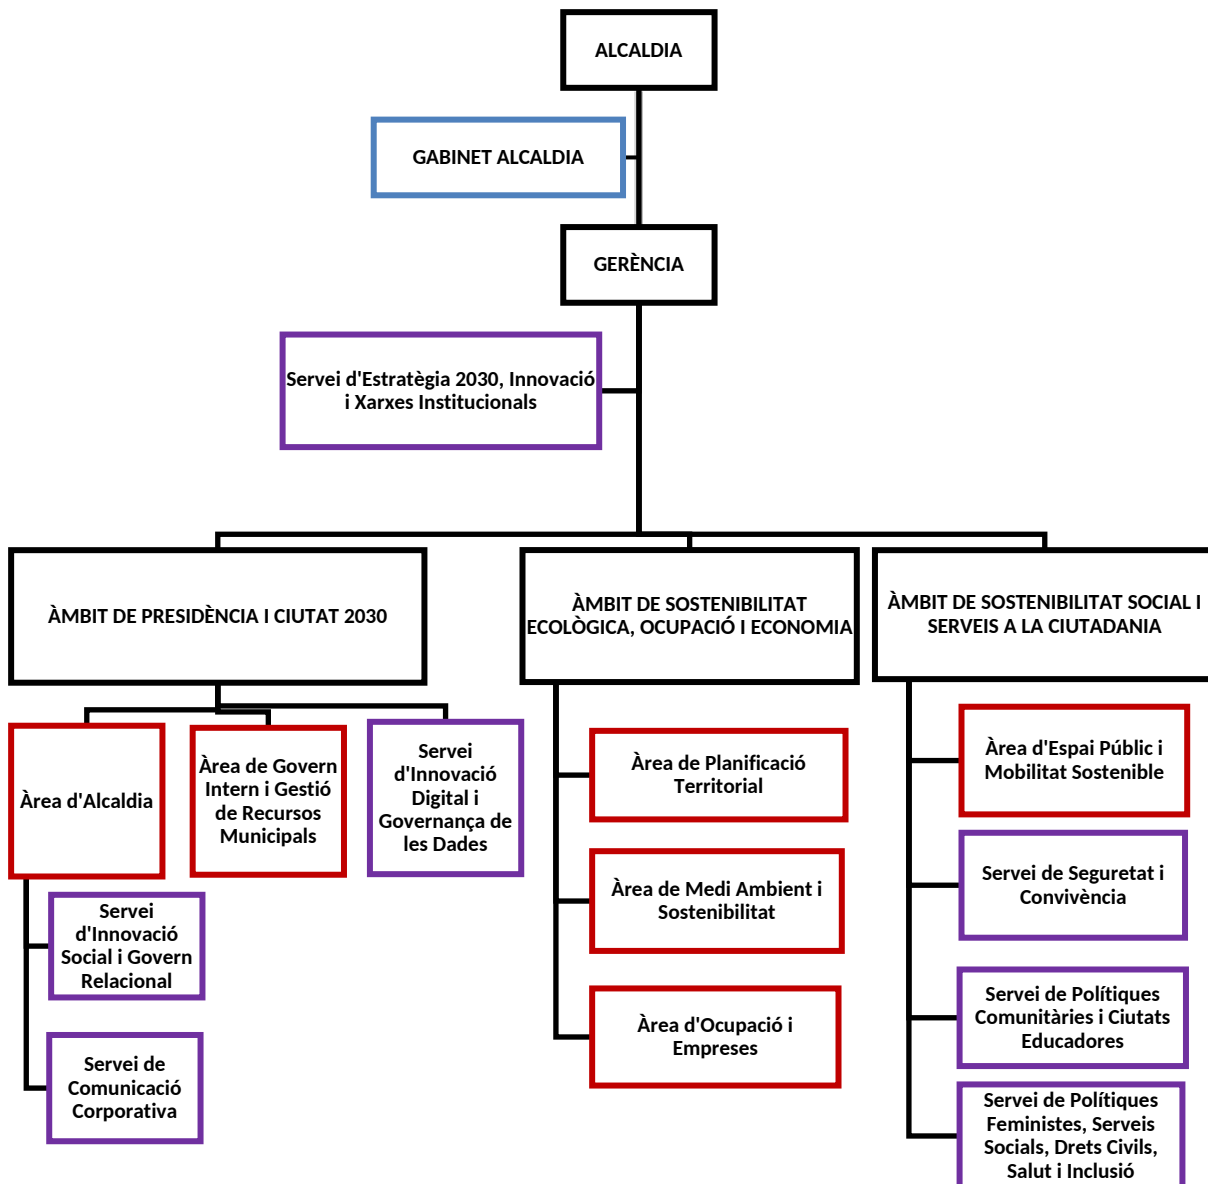 ALCALDIA
GABINET ALCALDIA
GERÈNCIA
Servei d'Estratègia 2030, Innovació
i Xarxes Institucionals
ÀMBIT DE PRESIDÈNCIA I CIUTAT 2030
ÀMBIT DE SOSTENIBILITAT
ECOLÒGICA, OCUPACIÓ I ECONOMIA
ÀMBIT DE SOSTENIBILITAT SOCIAL I
SERVEIS A LA CIUTADANIA
Àrea d'Alcaldia
Àrea de Govern
Intern i Gestió
de Recursos
Municipals
Servei
d'Innovació
Digital i
Governança de
les Dades
Servei
d'Innovació
Social i Govern
Relacional
Servei de
Comunicació
Corporativa
Àrea de Planificació
Territorial
Àrea de Medi Ambient i
Sostenibilitat
Àrea d'Ocupació i
Empreses
Àrea d'Espai Públic i
Mobilitat Sostenible
Servei de Seguretat i
Convivència
Servei de Polítiques
Comunitàries i Ciutats
Educadores
Servei de Polítiques
Feministes, Serveis
Socials, Drets Civils,
Salut i Inclusió